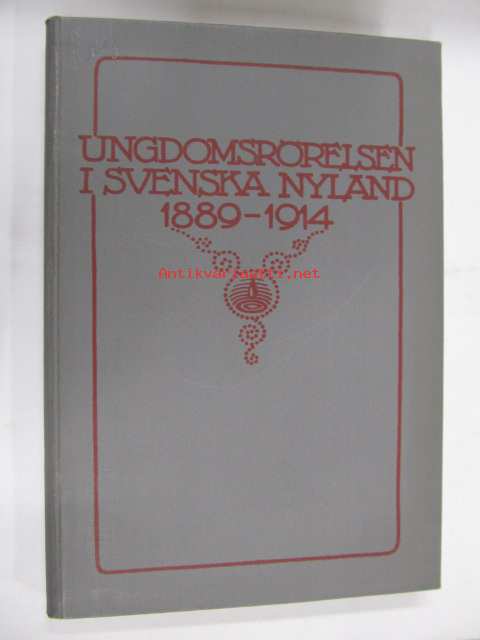 UNGDOMSRÖRELSEN
I SVENSKA NYLAND
1889-1914
Antikvariaatti.net